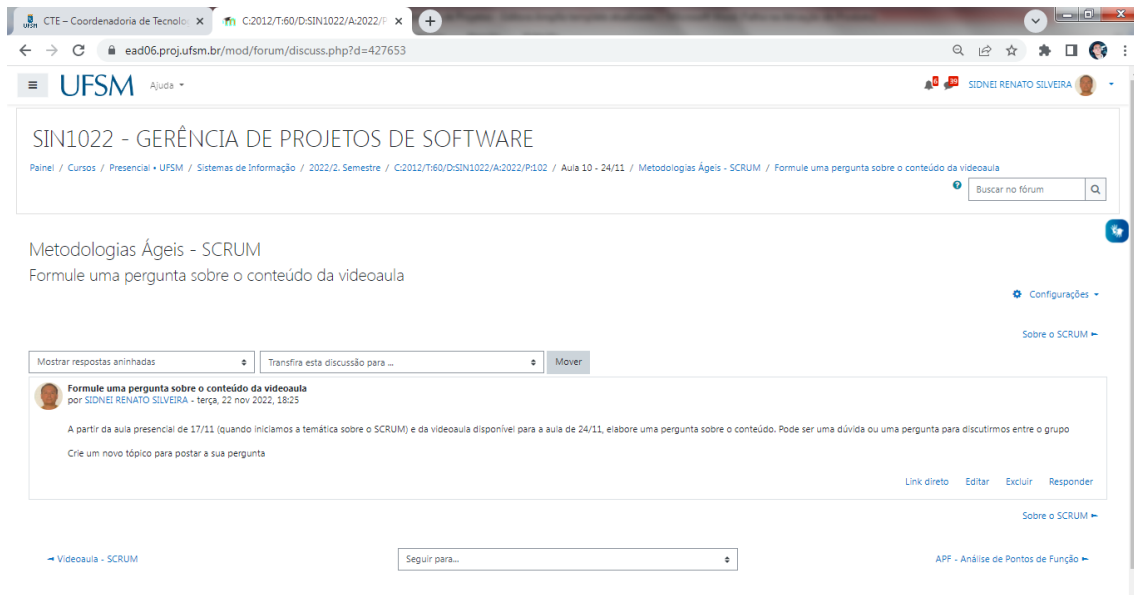 CTE – Coordenadoria de Tecnolo
C:2012/T:60/D:SIN1022/A:2022/P
ead06.proj.ufsm.br/mod/forum/discuss.php?d=427653
UFSM
Ajuda
6
39
SIDNEI RENATO SILVEIRA
SIN1022 - GERÊNCIA DE PROJETOS DE SOFTWARE
Painel / Cursos / Presencial • UFSM / Sistemas de Informação / 2022/2. Semestre / C:2012/T:60/D:SIN1022/A:2022/P:102 / Aula 10 - 24/11 / Metodologias Ágeis - SCRUM / Formule uma pergunta sobre o conteúdo da videoaula
Buscar no fórum
Metodologias Ágeis - SCRUM
Formule uma pergunta sobre o conteúdo da videoaula
Configurações
Sobre o SCRUM ►
Mostrar respostas aninhadas
Transfira esta discussão para ...
Mover
Formule uma pergunta sobre o conteúdo da videoaula
por SIDNEI RENATO SILVEIRA - terça, 22 nov 2022, 18:25
A partir da aula presencial de 17/11 (quando iniciamos a temática sobre o SCRUM) e da videoaula disponível para a aula de 24/11, elabore uma pergunta sobre o conteúdo. Pode ser uma dúvida ou uma pergunta para discutirmos entre o grupo
Crie um novo tópico para postar a sua pergunta
Link direto Editar Excluir Responder
Sobre o SCRUM ►
◄ Videoaula - SCRUM
Seguir para...
APF - Análise de Pontos de Função ►